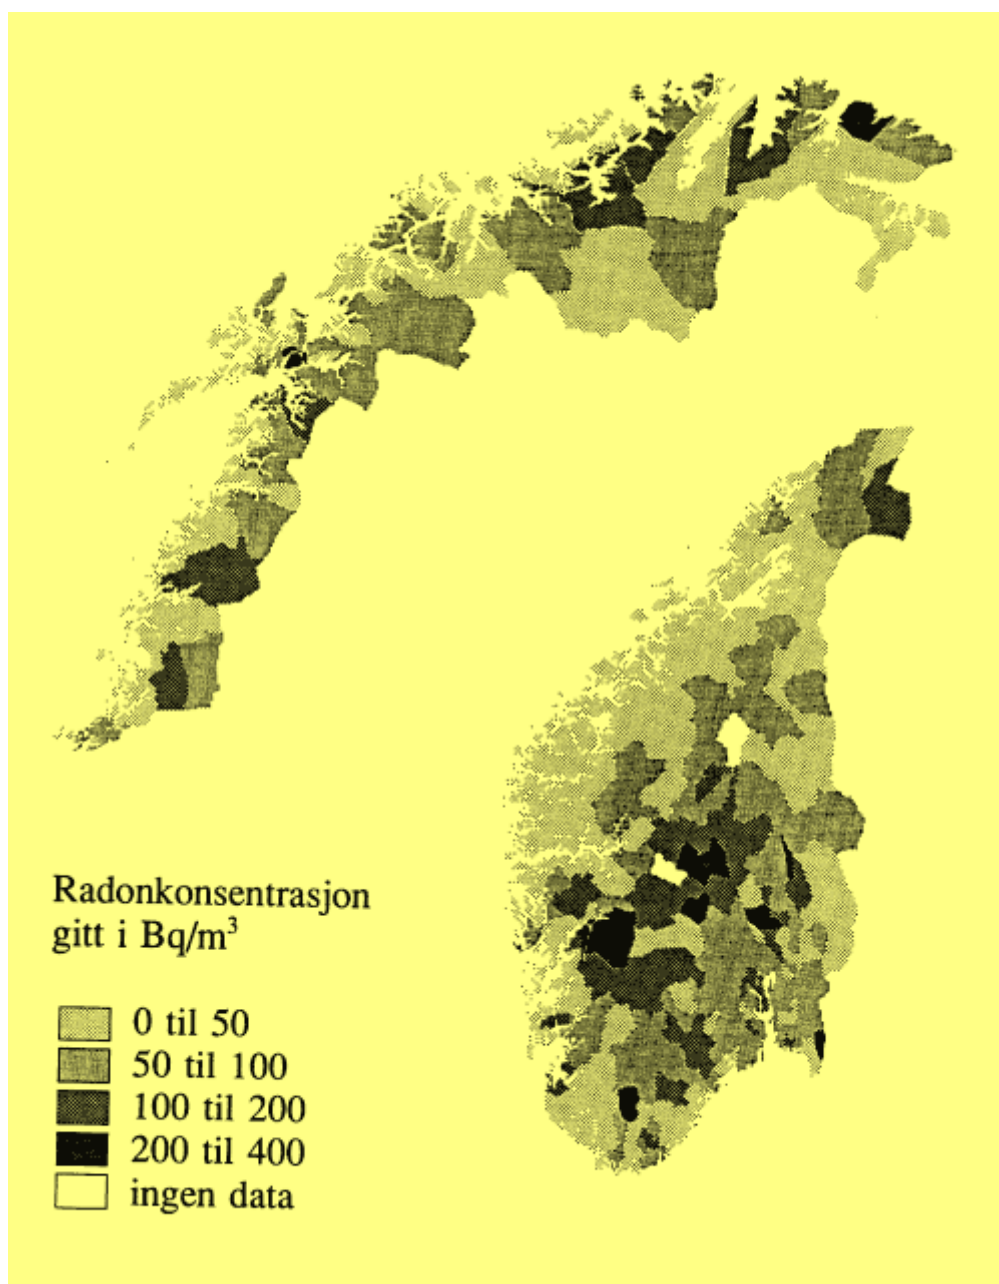 Radonkonsentrasjon
gitt i Bq/m³
0 til 50
50 til 100
100 til 200
200 til 400
ingen data